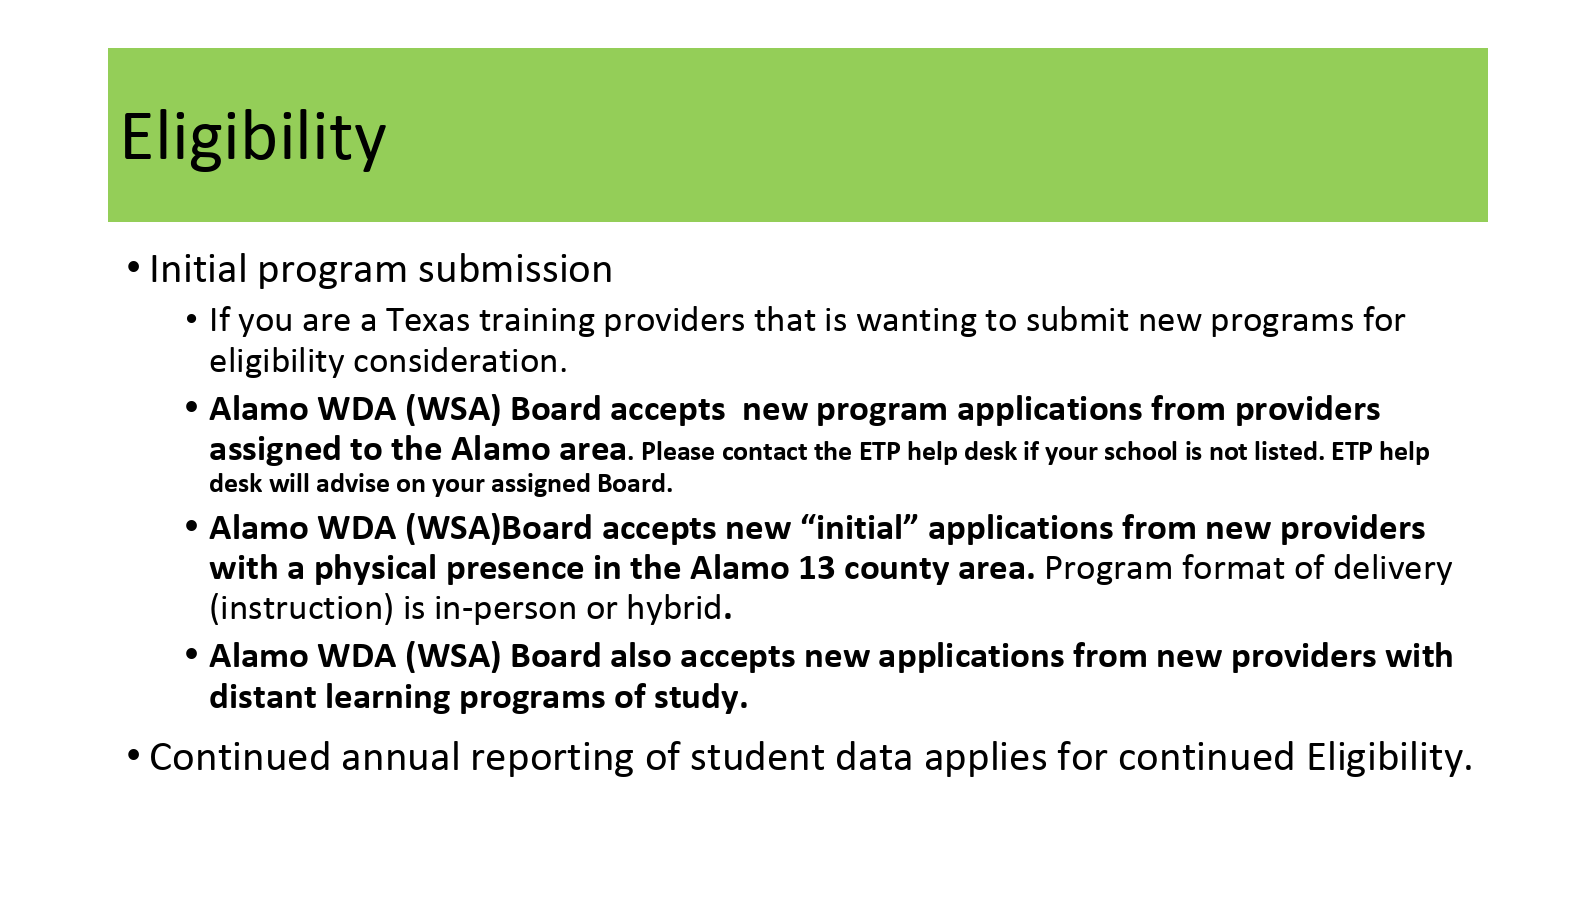 Eligibility
• Initial program submission
• If you are a Texas training providers that is wanting to submit new programs for
eligibility consideration.
• Alamo WDA (WSA) Board accepts  new program applications from providers
assigned to the Alamo area. Please contact the ETP help desk if your school is not listed. ETP help
desk will advise on your assigned Board.
• Alamo WDA (WSA)Board accepts new “initial” applications from new providers
with a physical presence in the Alamo 13 county area. Program format of delivery
(instruction) is in-person or hybrid.
• Alamo WDA (WSA) Board also accepts new applications from new providers with
distant learning programs of study.
• Continued annual reporting of student data applies for continued Eligibility.